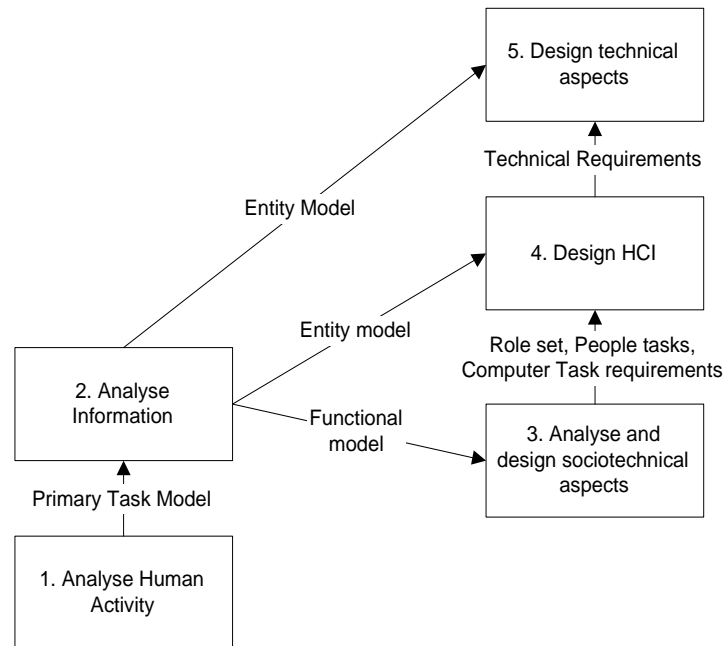 5. Design technical
aspects
Technical Requirements
Entity Model
4. Design HCI
Entity model
Role set, People tasks,
Computer Task requirements
2. Analyse
Information
Functional
model
3. Analyse and
design sociotechnical
aspects
Primary Task Model
1. Analyse Human
Activity